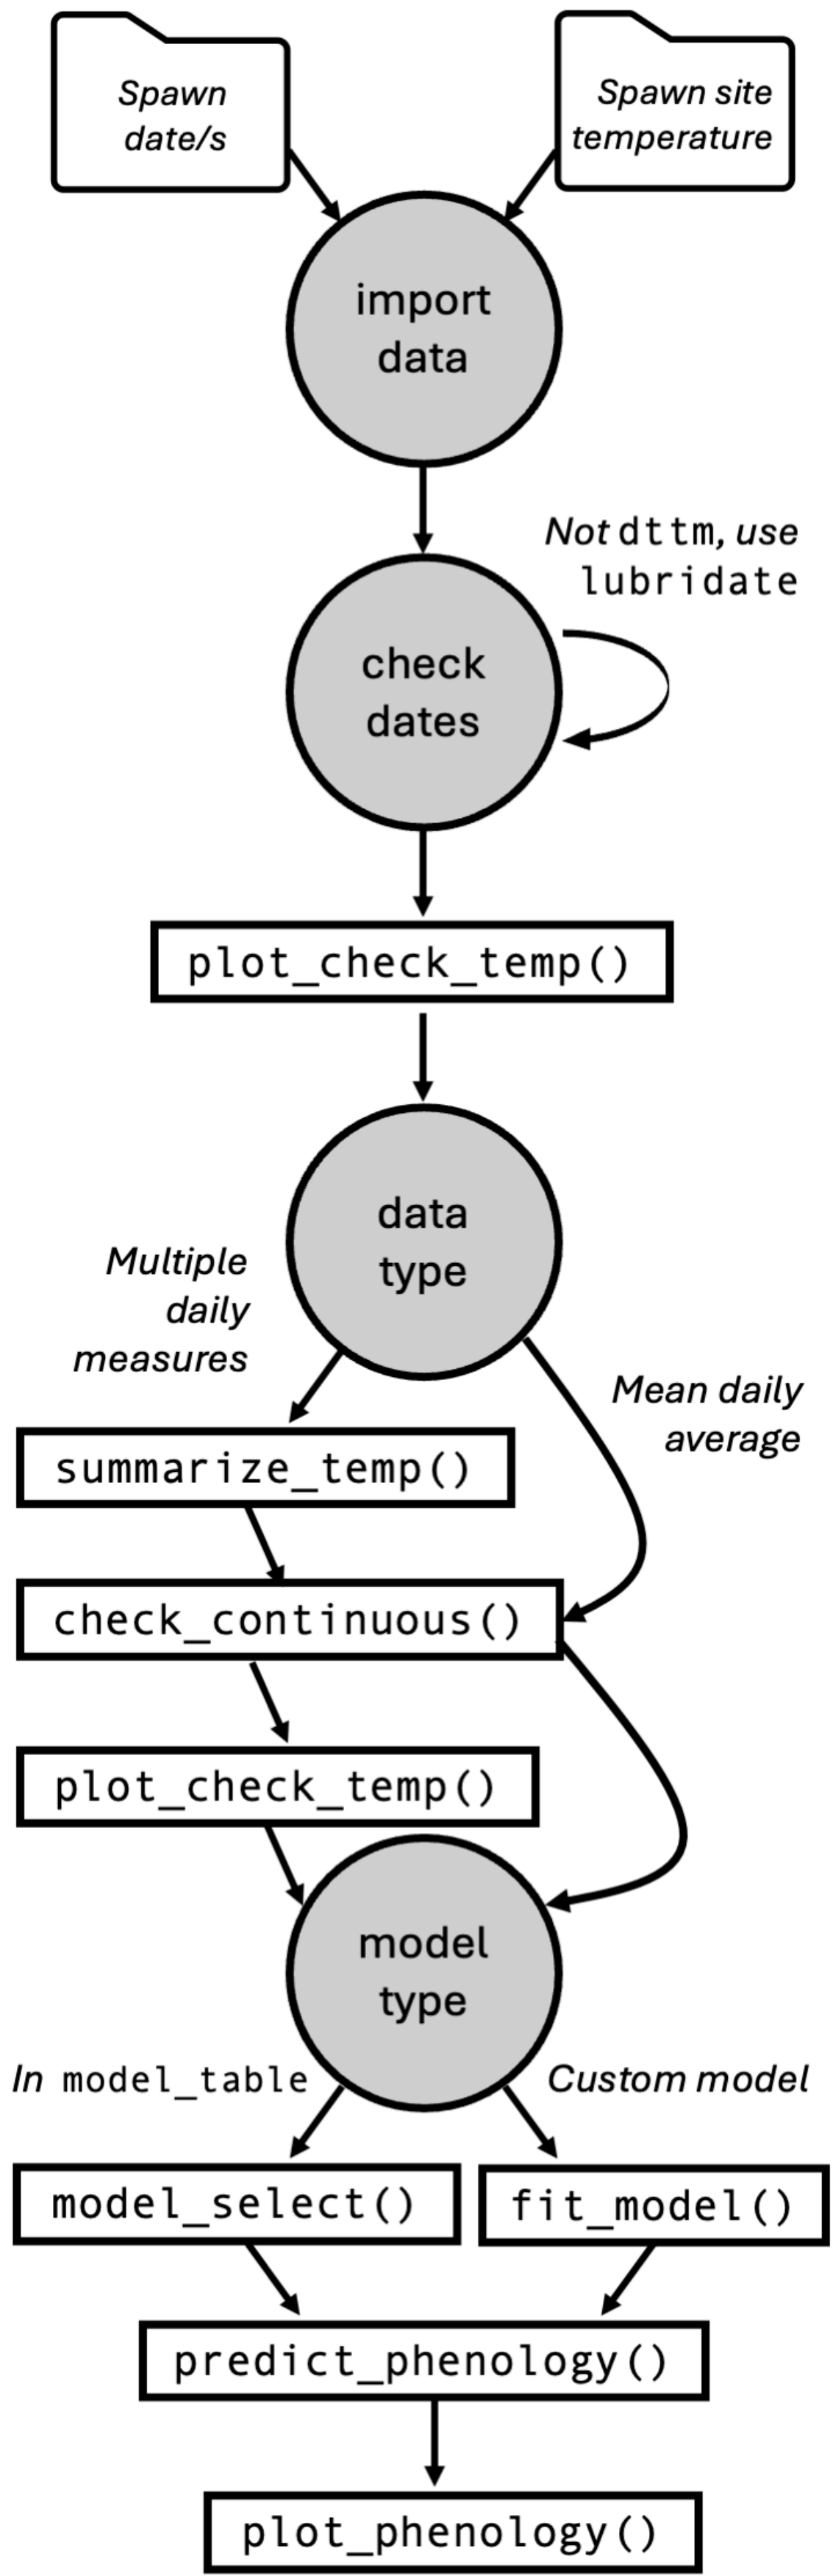 Spawn
date/s
Spawn site
temperature
import
data
Not dttm, use
lubridate
check
dates
plot_check_temp()
data
type
Multiple
daily
measures
Mean daily
average
summarize_temp()
check_continuous()
plot_check_temp()
model
type
In model_table
Custom model
model_select()
fit_model()
predict_phenology()
plot_phenology()